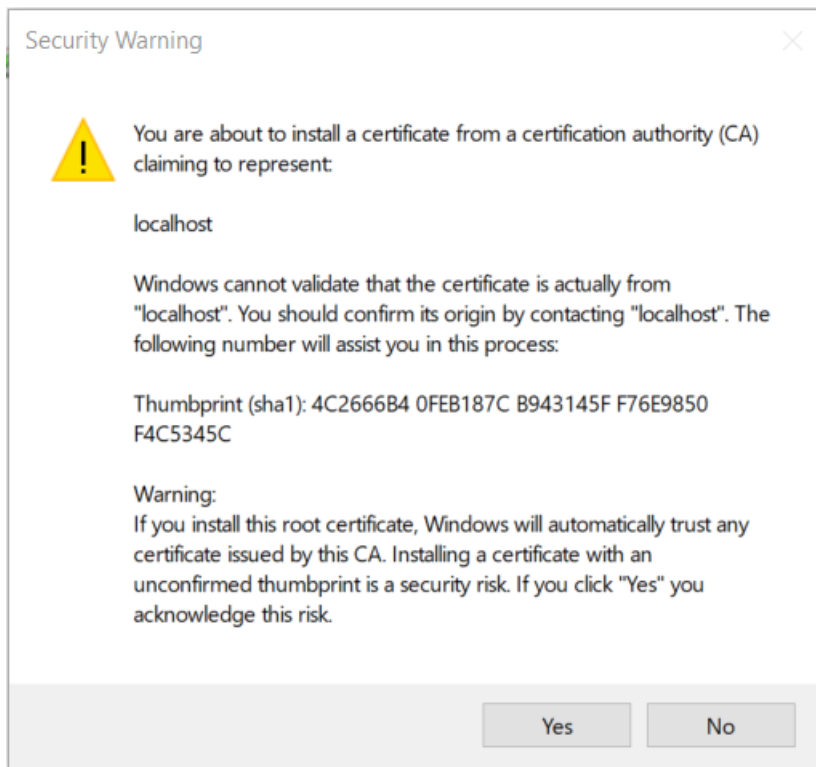 Security Warning
You are about to install a certificate from a certification authority (CA)
claiming to represent:
localhost
Windows cannot validate that the certificate is actually from
"localhost". You should confirm its origin by contacting "localhost". The
following number will assist you in this process:
Thumbprint (sha1): 4C2666B4 0FEB187C B943145F F76E9850
F4C5345C
Warning:
If you install this root certificate, Windows will automatically trust any
certificate issued by this CA. Installing a certificate with an
unconfirmed thumbprint is a security risk. If you click "Yes" you
acknowledge this risk.
Yes No